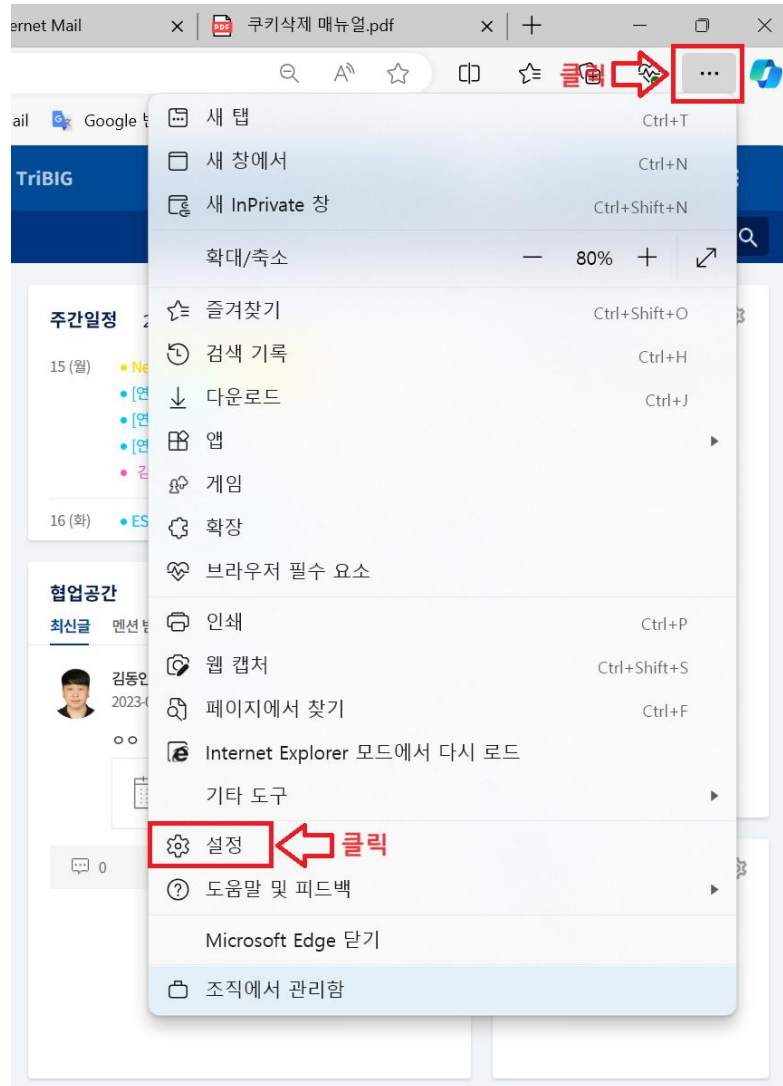 ernet Mail
PDF 쿠키삭제 매뉴얼.pdf
클릭
ail Google
새 탭 Ctrl+T
TriBIG
새 창에서 Ctrl+N
새 InPrivate 창 Ctrl+Shift+N
확대/축소 80%
주간일정
즐겨찾기 Ctrl+Shift+O
15 (월)
검색 기록 Ctrl+H
다운로드 Ctrl+J
앱
게임
16 (화) ES
확장
브라우저 필수 요소
협업공간
최신글 멘션
인쇄 Ctrl+P
웹 캡처 Ctrl+Shift+S
김동인
페이지에서 찾기 Ctrl+F
ㅇㅇ
Internet Explorer 모드에서 다시 로드
기타 도구
설정 클릭
0
도움말 및 피드백
Microsoft Edge 닫기
조직에서 관리함